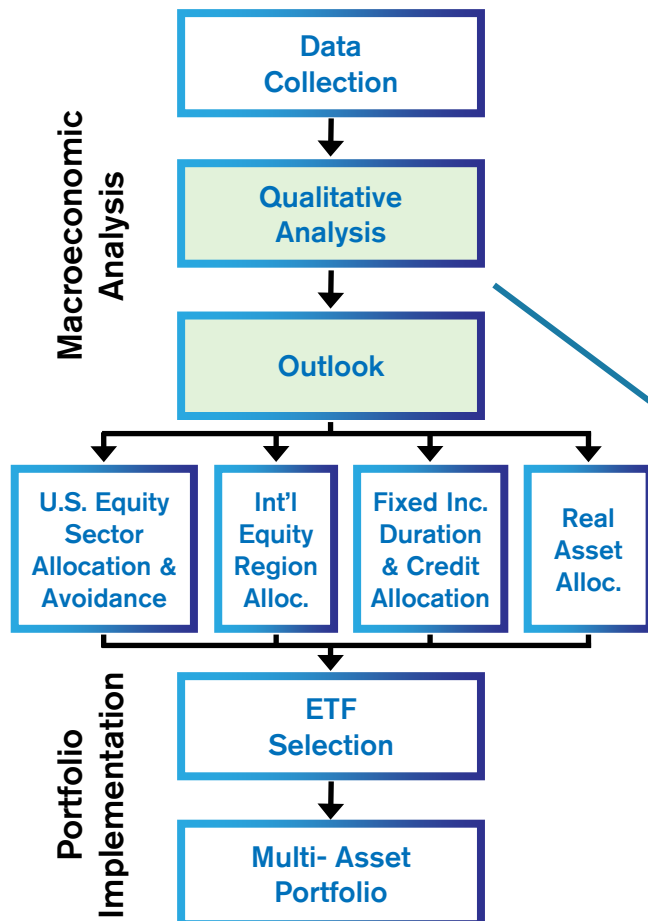 Data
Collection
Macroeconomic
Analysis
Qualitative
Analysis
Outlook
U.S. Equity
Sector
Allocation &
Avoidance
Int'l
Equity
Region
Alloc.
Fixed Inc.
Duration
& Credit
Allocation
Real
Asset
Alloc.
Portfolio
Implementation
ETF
Selection
Multi- Asset
Portfolio